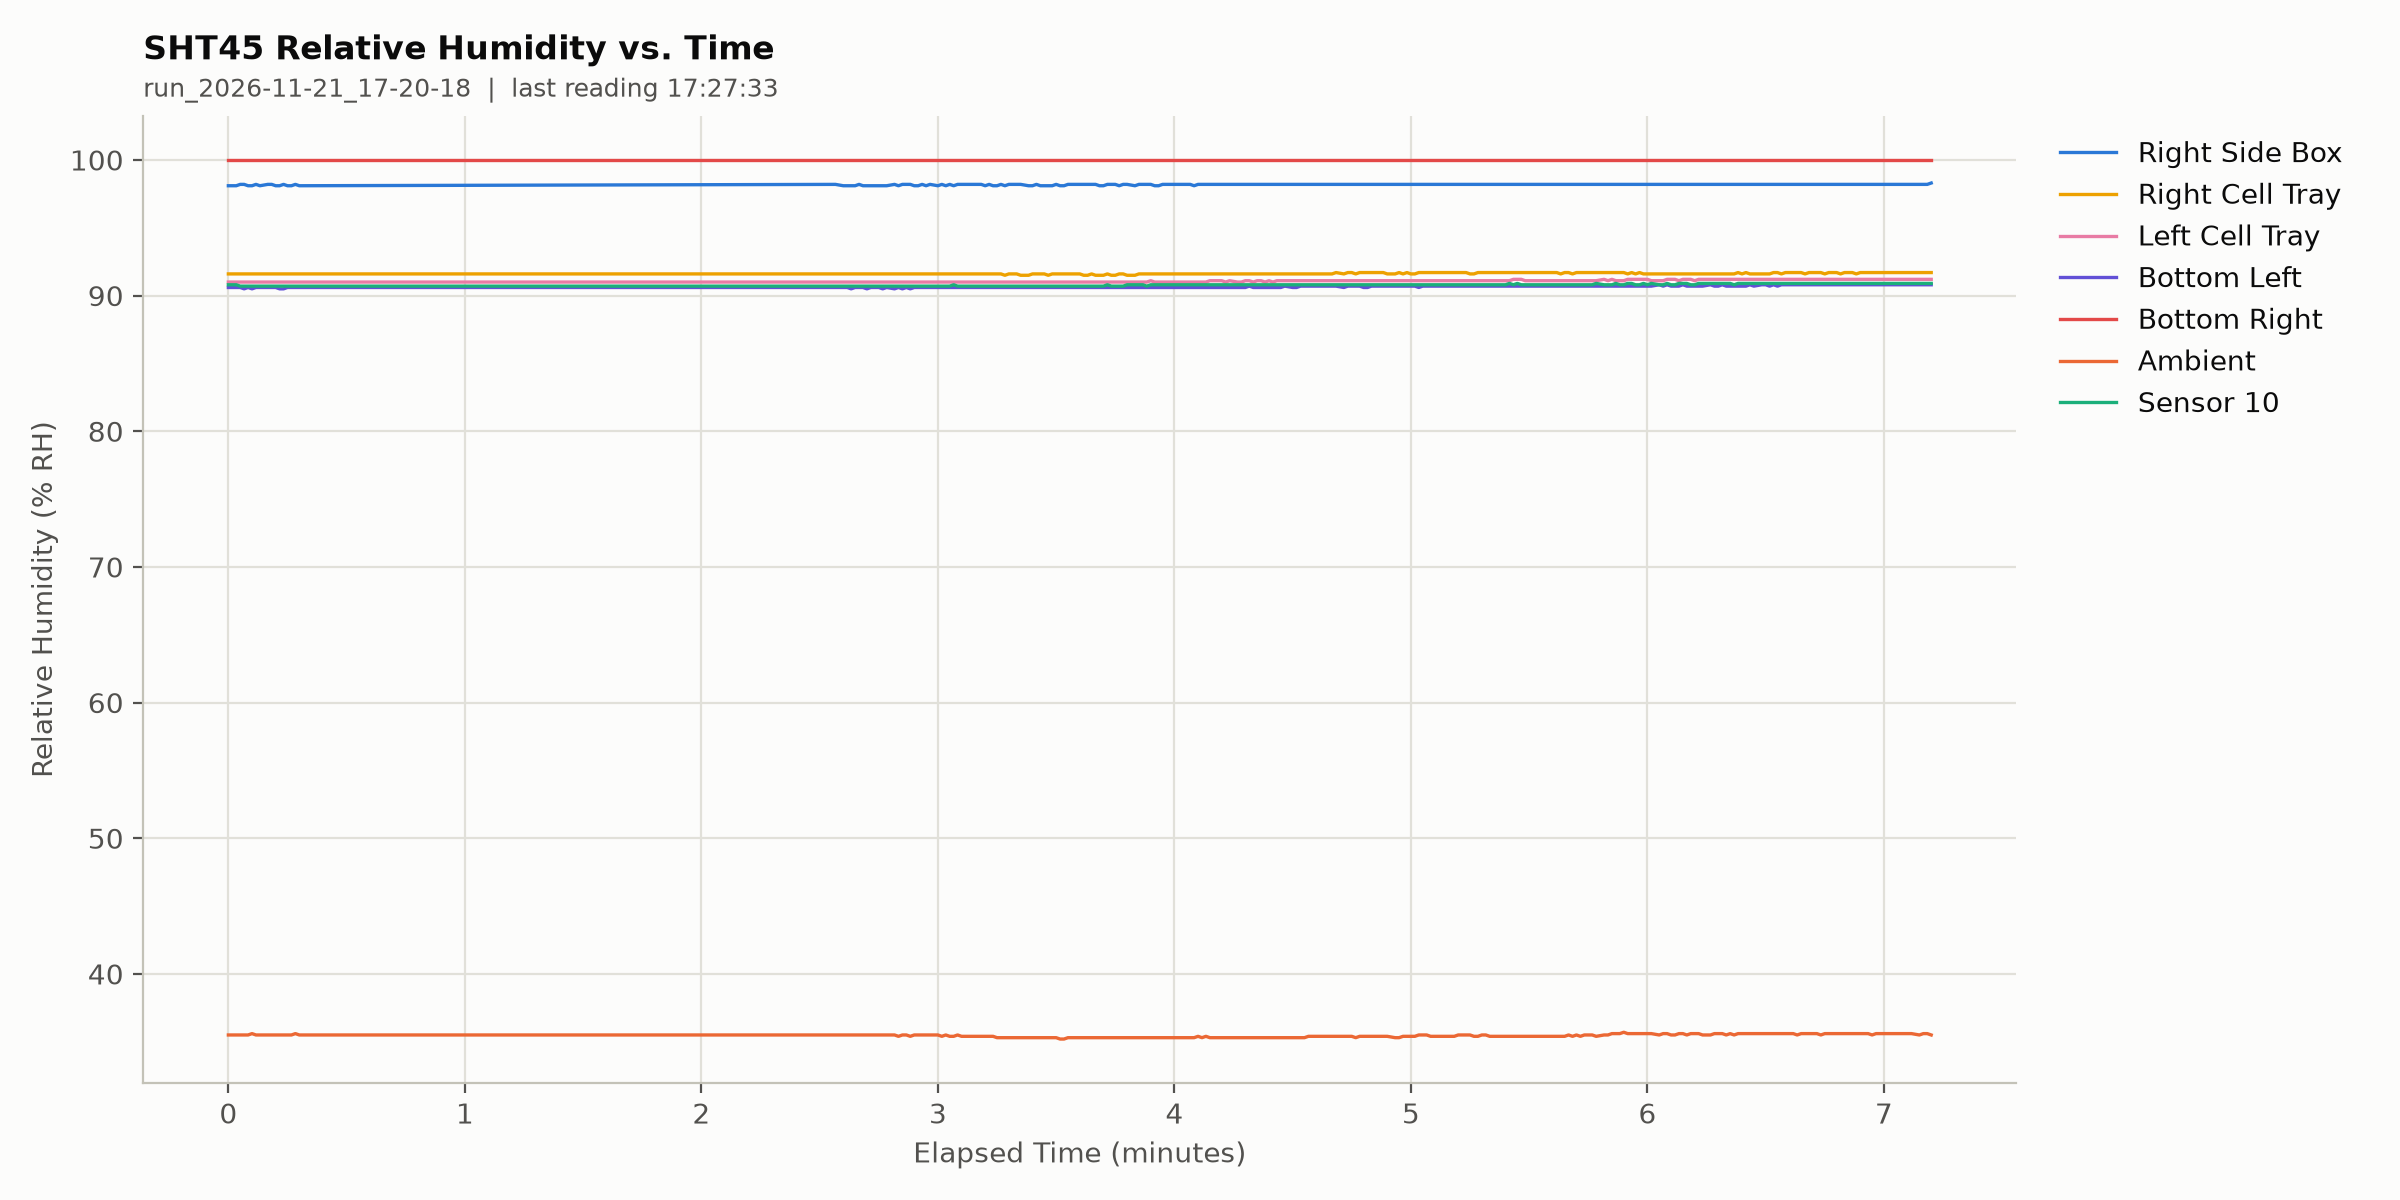 SHT45 Relative Humidity vs. Time
run_2026-11-21_17-20-18  |  last reading 17:27:33
Relative Humidity (% RH)
100
90
80
70
60
50
40
0 1 2 3 4 5 6 7
Elapsed Time (minutes)
Right Side Box
Right Cell Tray
Left Cell Tray
Bottom Left
Bottom Right
Ambient
Sensor 10